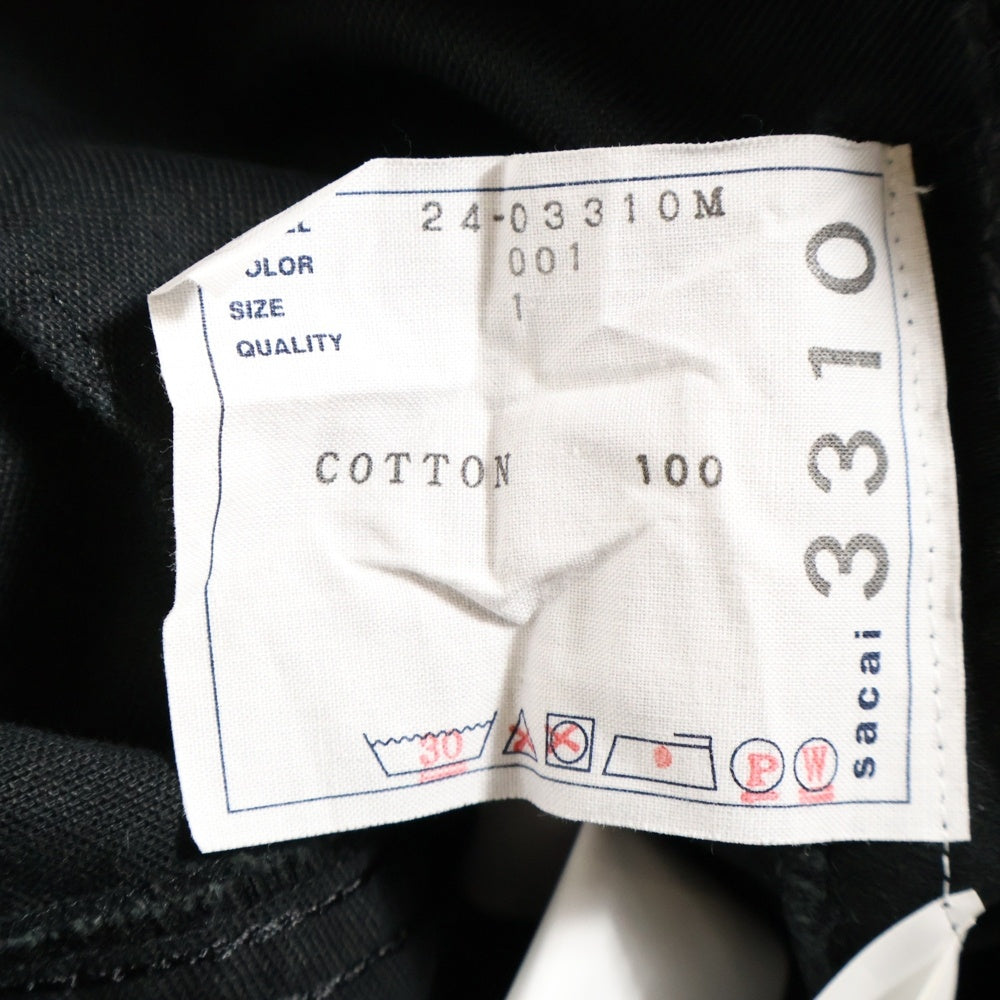 24-03310M
OLOR 001
SIZE 1
QUALITY
COTTON 100
30 P W
sacai 3310